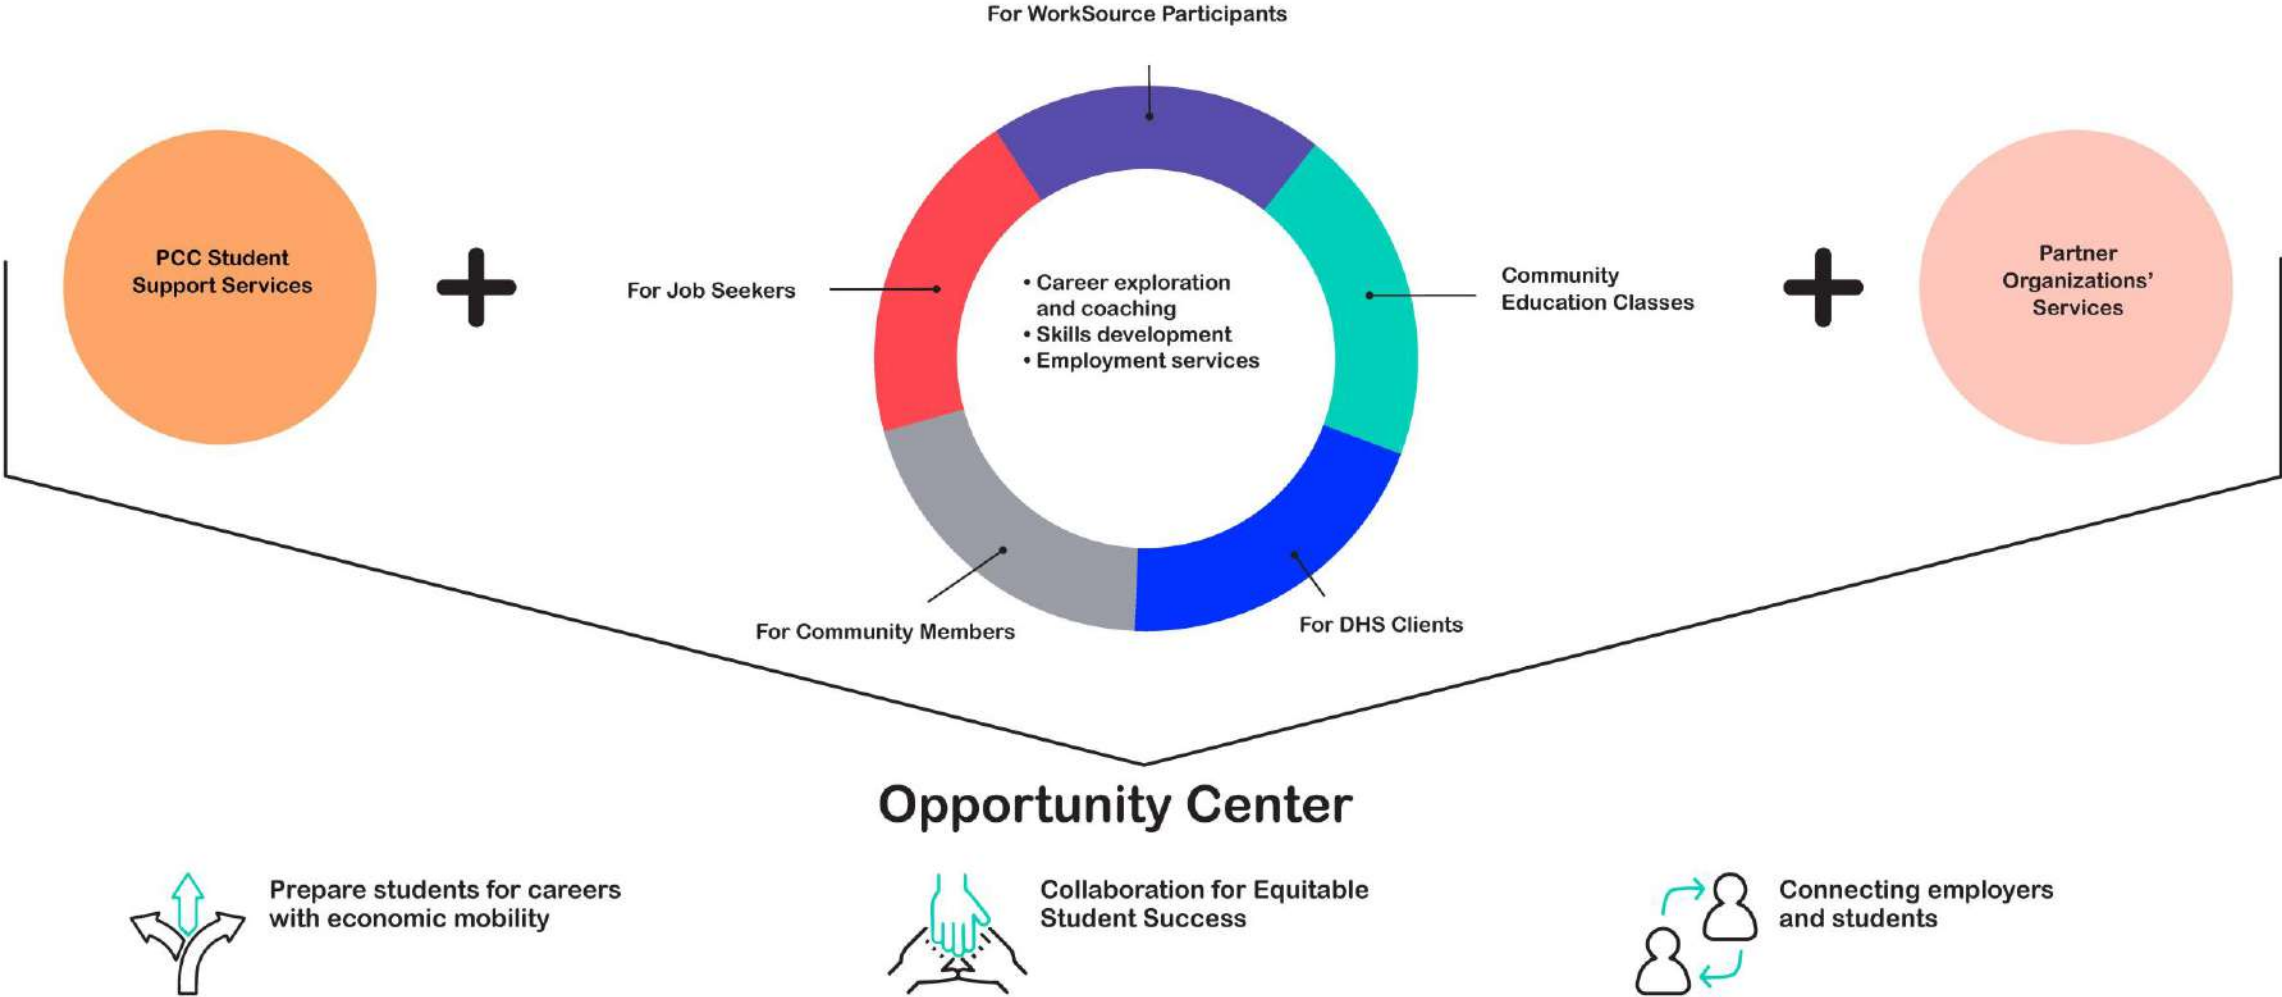 For WorkSource Participants
PCC Student
Support Services
For Job Seekers
• Career exploration
and coaching
• Skills development
• Employment services
Community
Education Classes
Partner
Organizations’
Services
For Community Members
For DHS Clients
Opportunity Center
Prepare students for careers
with economic mobility
Collaboration for Equitable
Student Success
Connecting employers
and students